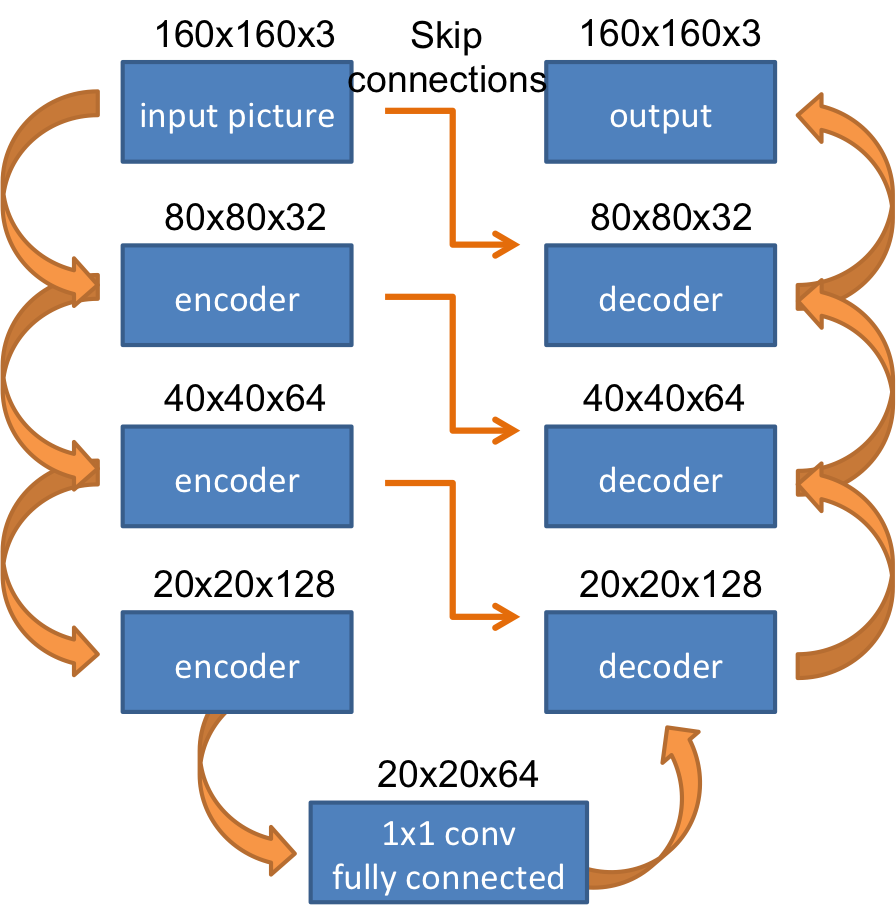 160x160x3
input picture
Skip
connections
160x160x3
output
80x80x32
encoder
80x80x32
decoder
40x40x64
encoder
40x40x64
decoder
20x20x128
encoder
20x20x128
decoder
20x20x64
1x1 conv
fully connected